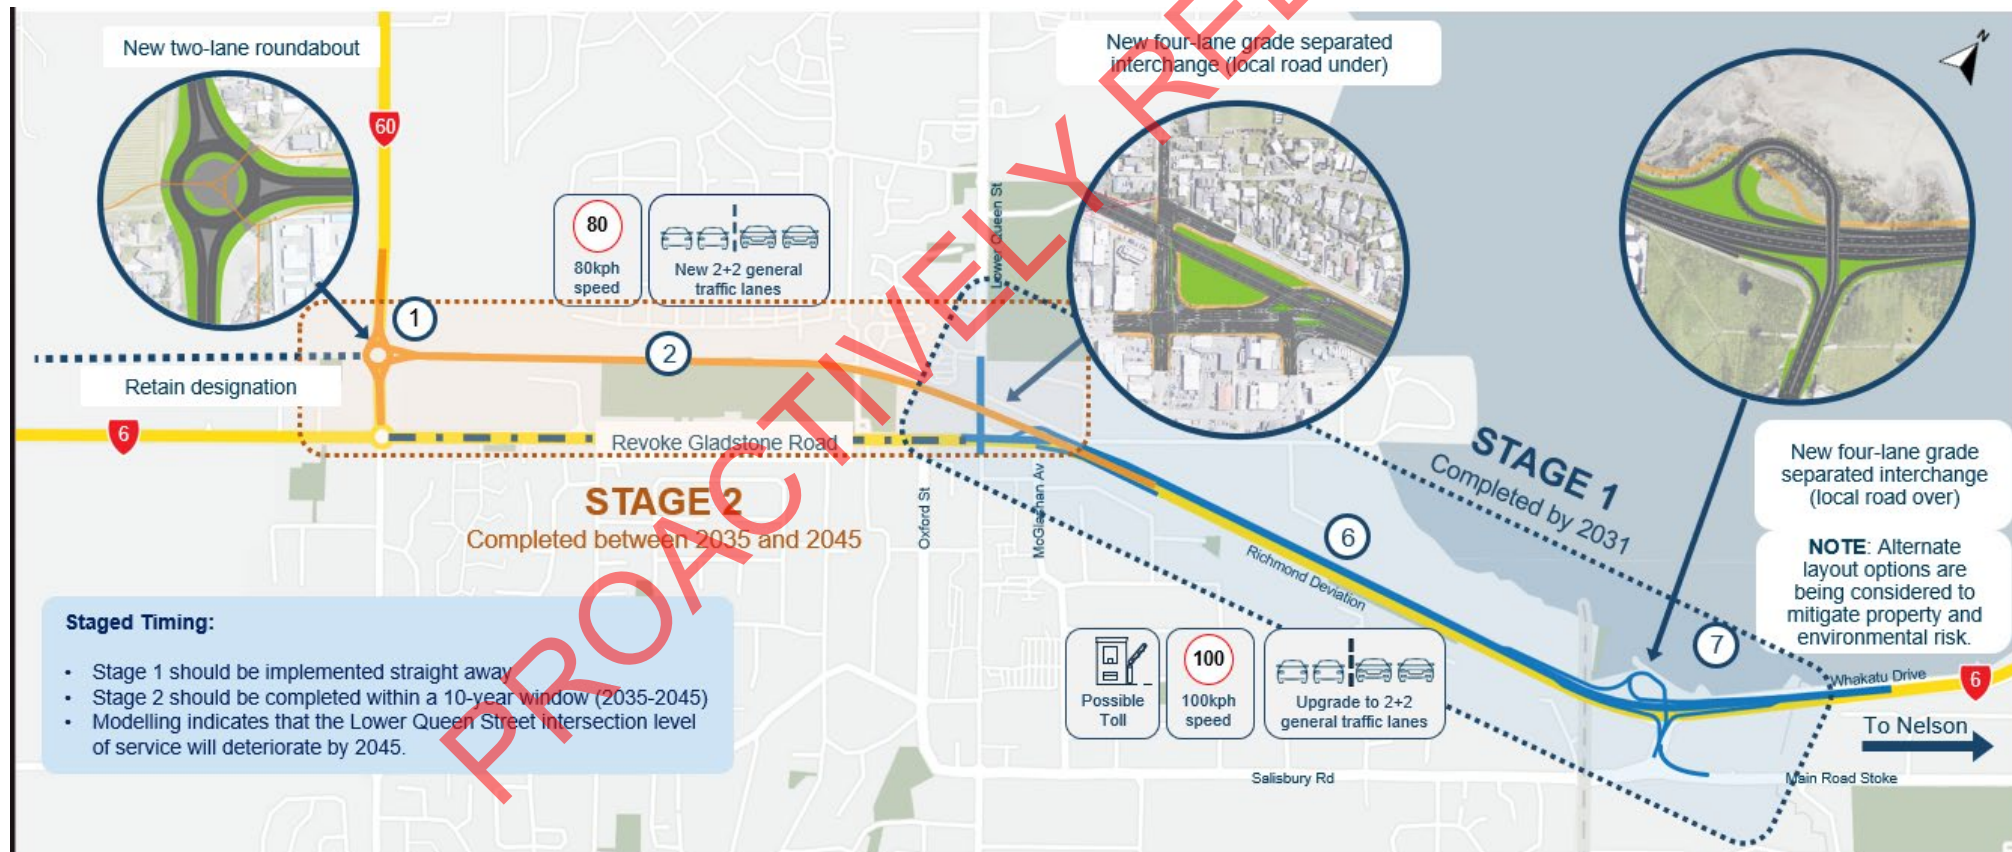 New two-lane roundabout
60
80
80kph
speed
New 2+2 general
traffic lanes
Lower Queen St
New four-lane grade separated
interchange (local road under)
N
1
2
Retain designation
6
Revoke Gladstone Road
STAGE 2
Completed between 2035 and 2045
Oxford St
McGlashan Av
STAGE 1
Completed by 2031
6
Richmond Deviation
New four-lane grade
separated interchange
(local road over)
NOTE: Alternate
layout options are
being considered to
mitigate property and
environmental risk.
7
Whakatu Drive
6
To Nelson
Possible
Toll
100
100kph
speed
Upgrade to 2+2
general traffic lanes
Salisbury Rd
Main Road Stoke
Staged Timing:
• Stage 1 should be implemented straight away
• Stage 2 should be completed within a 10-year window (2035-2045)
• Modelling indicates that the Lower Queen Street intersection level
of service will deteriorate by 2045.
PROACTIVELY